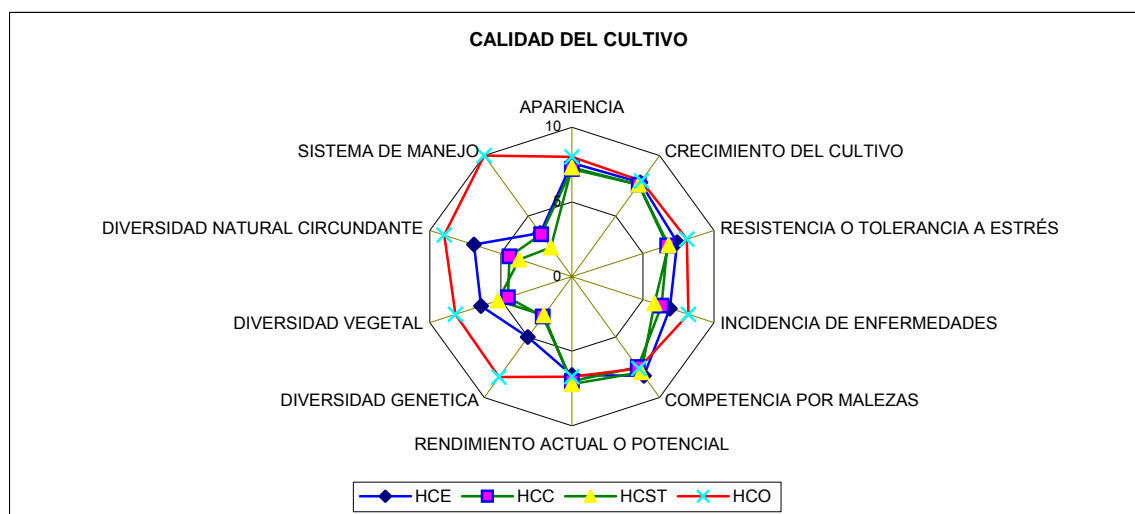 CALIDAD DEL CULTIVO
APARIENCIA
10
SISTEMA DE MANEJO
CRECIMIENTO DEL CULTIVO
5
DIVERSIDAD NATURAL CIRCUNDANTE
RESISTENCIA O TOLERANCIA A ESTRÉS
0
DIVERSIDAD VEGETAL
INCIDENCIA DE ENFERMEDADES
DIVERSIDAD GENETICA
COMPETENCIA POR MALEZAS
RENDIMIENTO ACTUAL O POTENCIAL
HCE HCC HCST HCO